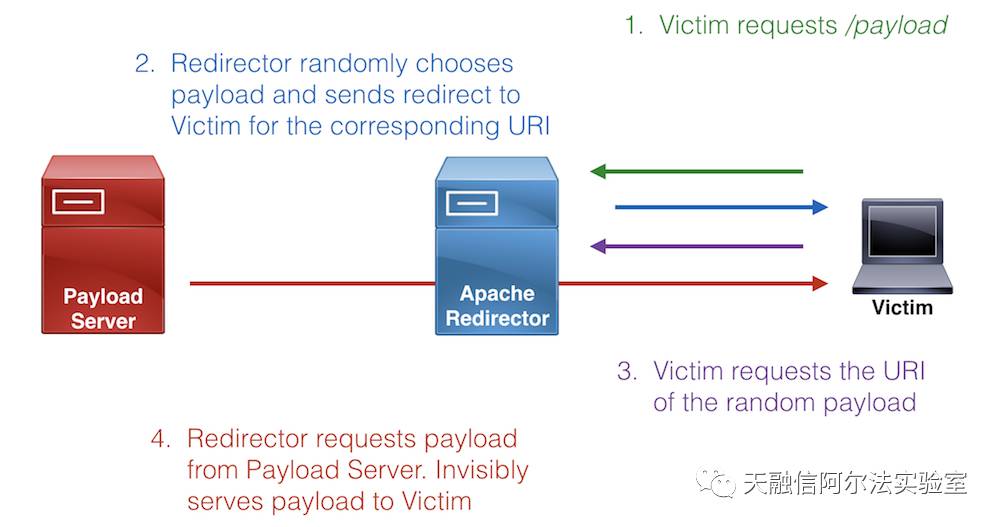 1. Victim requests /payload
2. Redirector randomly chooses
payload and sends redirect to
Victim for the corresponding URI
Payload
Server
Apache
Redirector
Victim
3. Victim requests the URI
of the random payload
4. Redirector requests payload
from Payload Server. Invisibly
serves payload to Victim
天融信阿尔法实验室